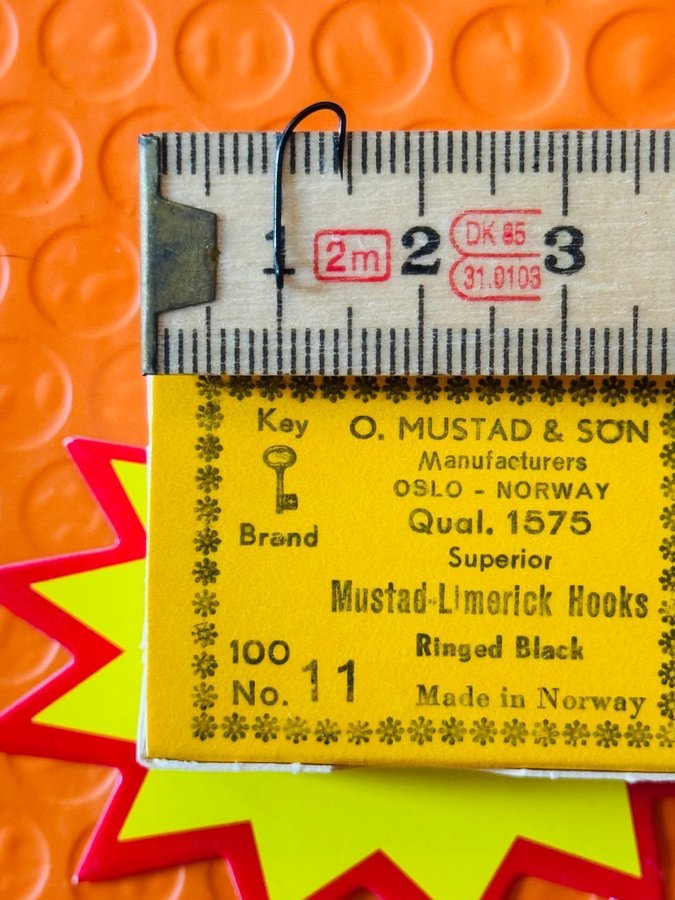 1 2m 2 DK 85 3
31.0103
Key
Brand
O. MUSTAD & SON
Manufacturers
OSLO - NORWAY
Qual. 1575
Superior
Mustad-Limerick Hooks
Ringed Black
100
No. 11
Made in Norway